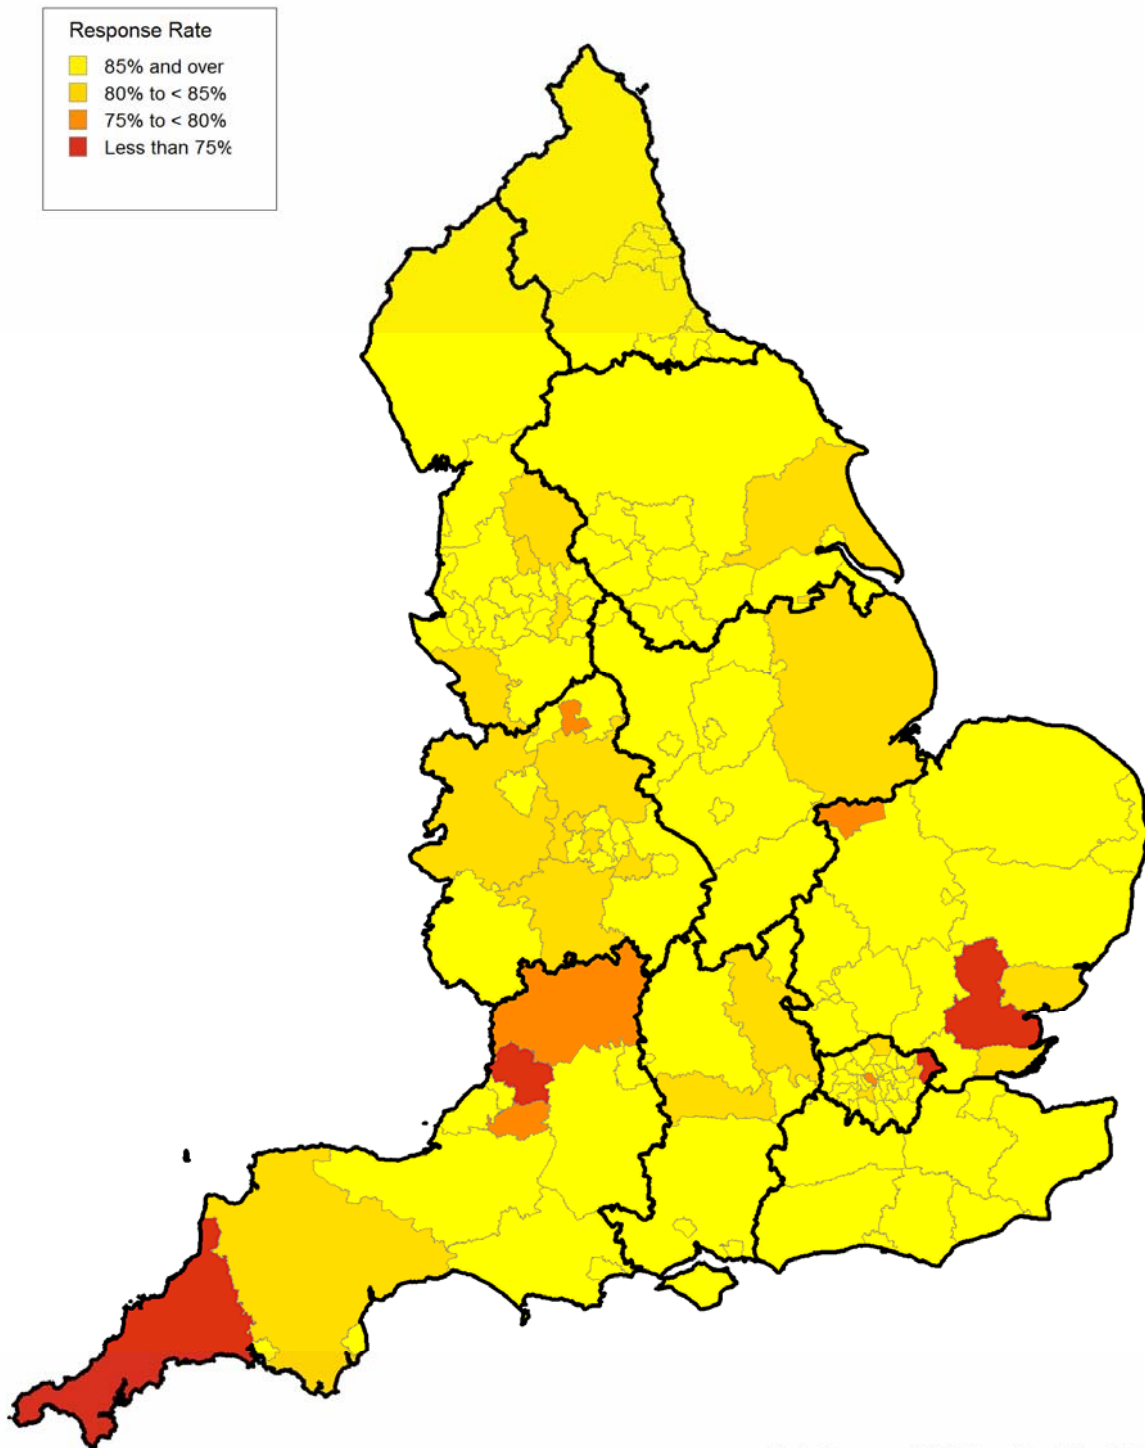 Response Rate
85% and over
80% to < 85%
75% to < 80%
Less than 75%